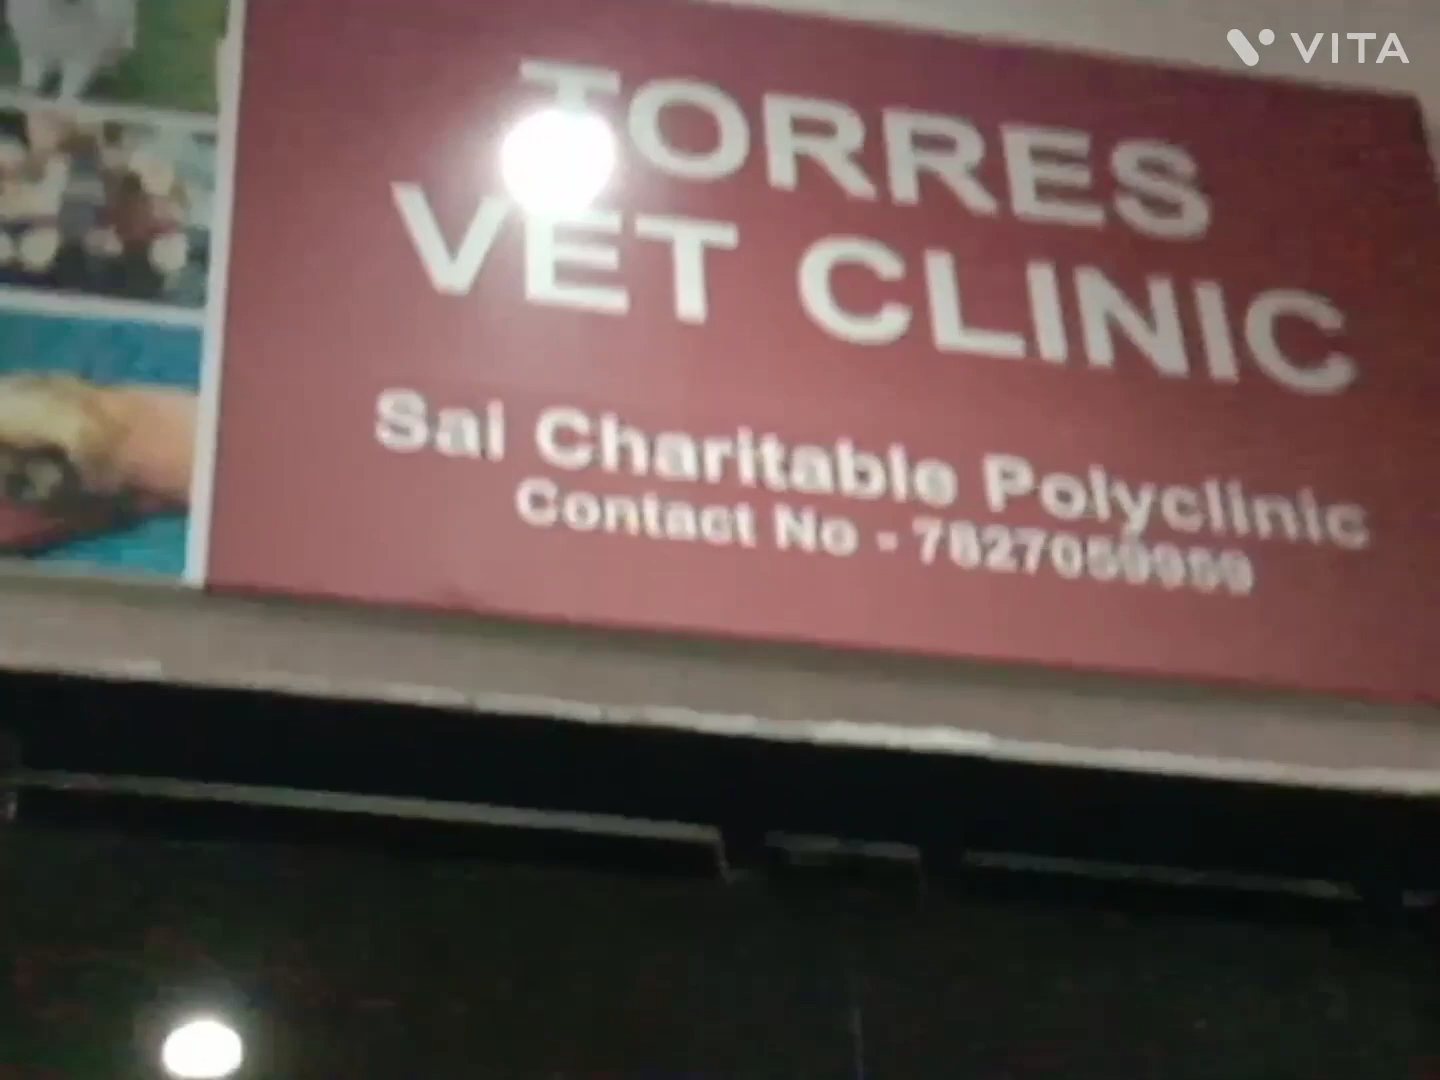 VITA
TORRES
VET CLINIC
Sai Charitable Polyclinic
Contact No -